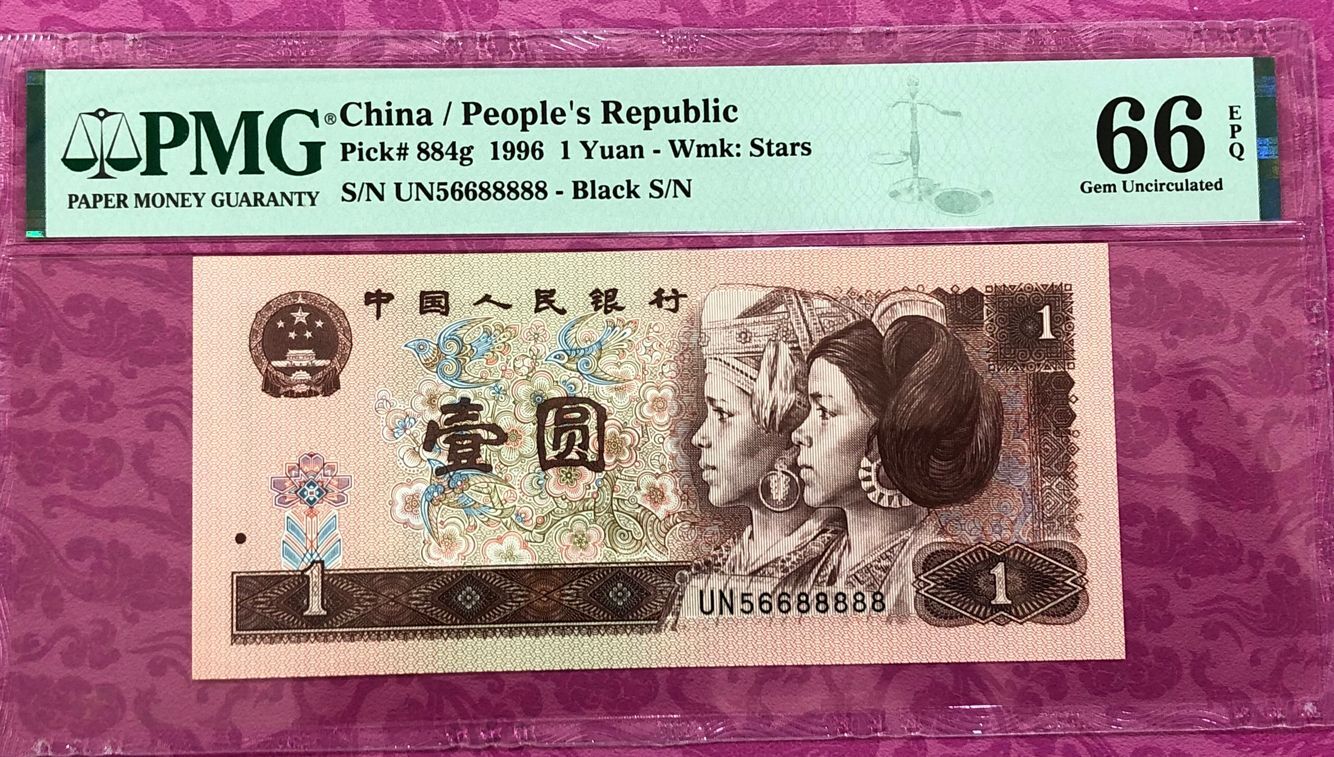 PMG®
PAPER MONEY GUARANTY
China / People's Republic
Pick# 884g 1996 1 Yuan - Wmk: Stars
S/N UN56688888 - Black S/N
66 EPQ
Gem Uncirculated
中国人民银行
1
壹圆
1
UN56688888
1